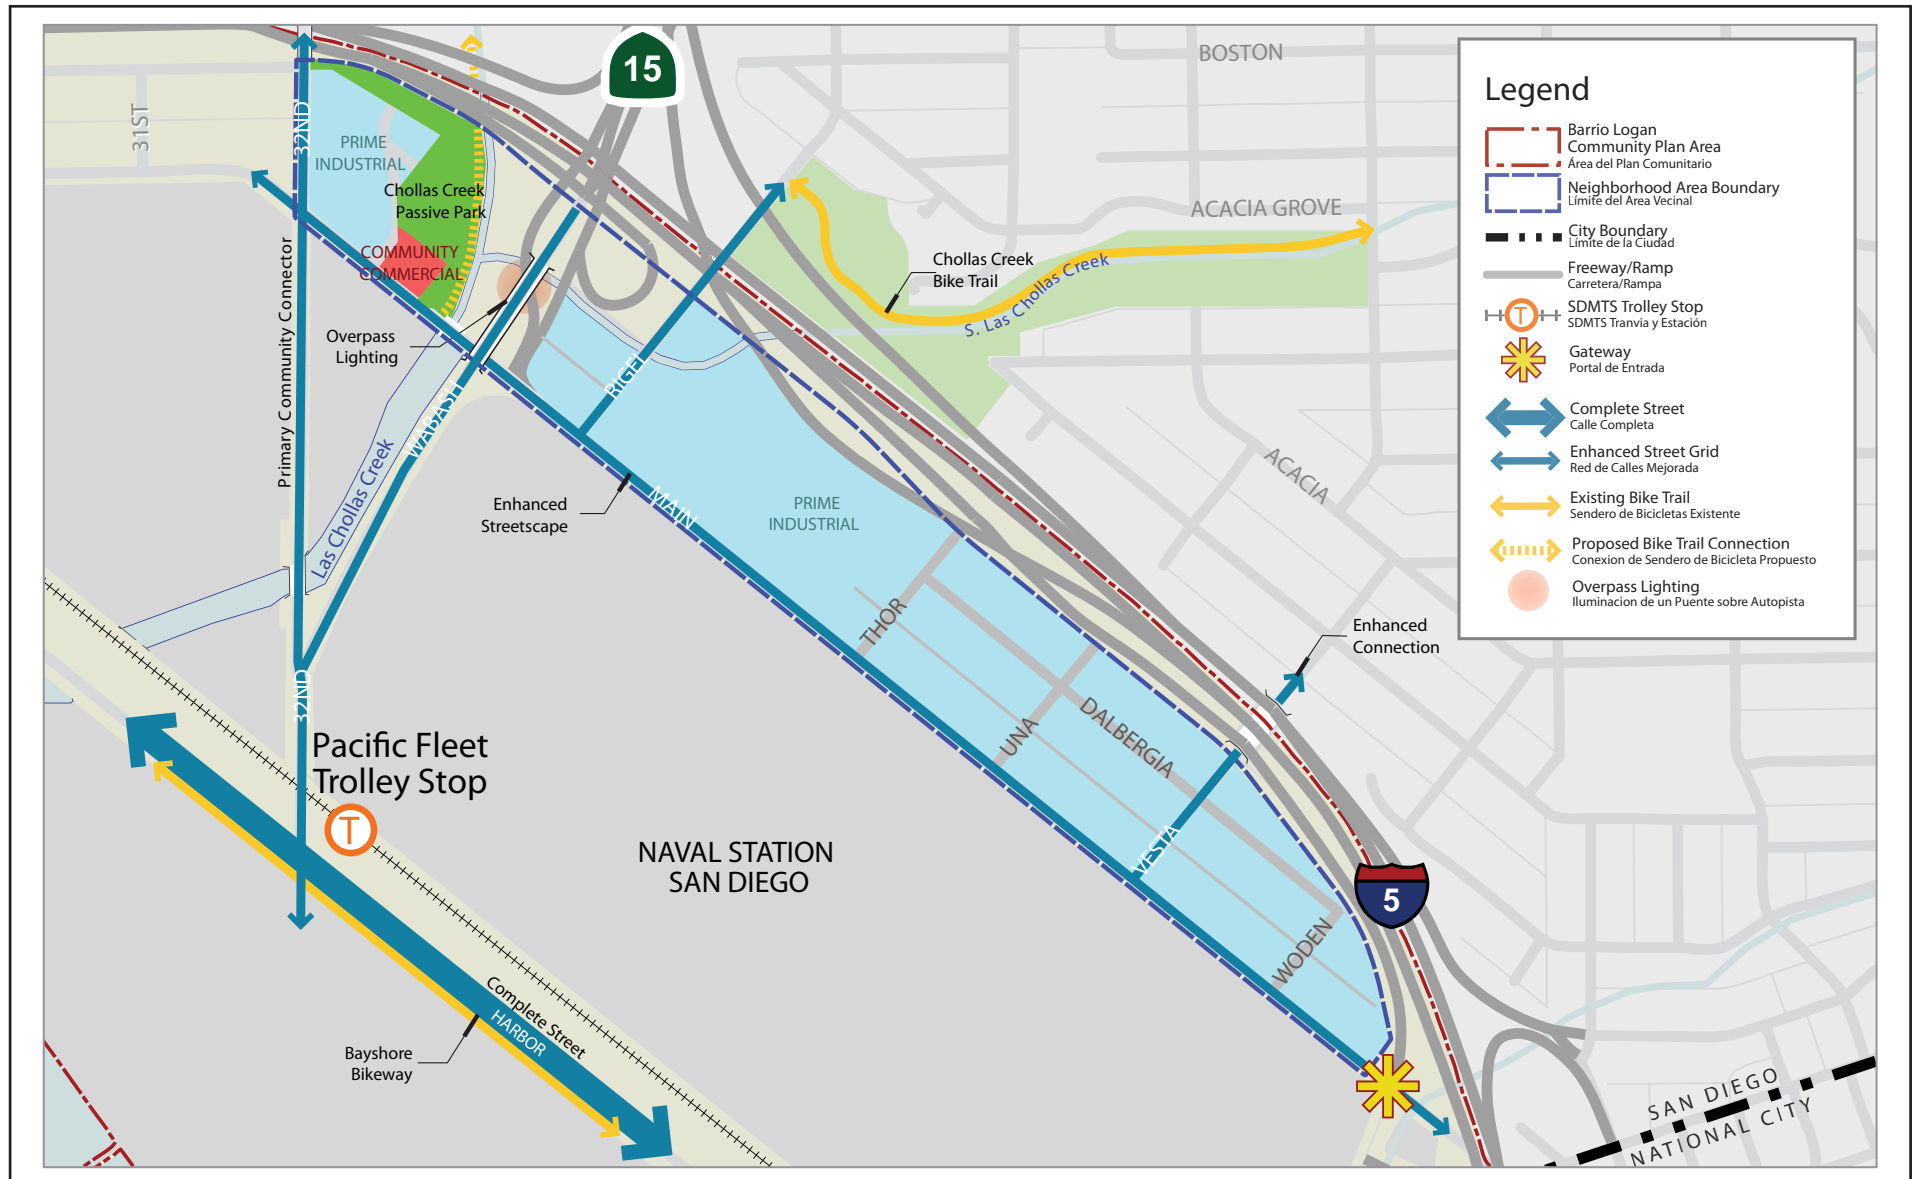 15
BOSTON
31ST
32ND
PRIME
INDUSTRIAL
Chollas Creek
Passive Park
COMMUNITY
COMMERCIAL
ACACIA GROVE
Chollas Creek
Bike Trail
S. Las Chollas Creek
Primary Community Connector
Overpass
Lighting
RIGEL
WABASH
Las Chollas Creek
ACACIA
Enhanced
Streetscape
MAIN
PRIME
INDUSTRIAL
THOR
Enhanced
Connection
32ND
UNA
DALBERGIA
Pacific Fleet
Trolley Stop
T
VESTA
NAVAL STATION
SAN DIEGO
5
WODEN
Complete Street
HARBOR
Bayshore
Bikeway
SAN DIEGO
NATIONAL CITY
Legend
Barrio Logan
Community Plan Area
Área del Plan Comunitario
Neighborhood Area Boundary
Límite del Area Vecinal
City Boundary
Límite de la Ciudad
Freeway/Ramp
Carretera/Rampa
T
SDMTS Trolley Stop
SDMTS Tranvia y Estación
Gateway
Portal de Entrada
Complete Street
Calle Completa
Enhanced Street Grid
Red de Calles Mejorada
Existing Bike Trail
Sendero de Bicicletas Existente
Proposed Bike Trail Connection
Conexion de Sendero de Bicicleta Propuesto
Overpass Lighting
Iluminacion de un Puente sobre Autopista